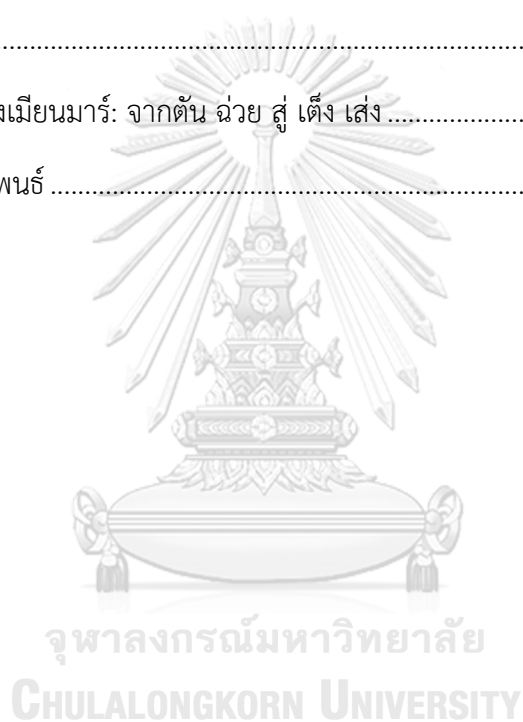 ....................................................................................
งเมียนมาร์: จากตัน ฉ่วย สู่ เต็ง เส่ง......................
พนธ์....................................................................................
จุฬาลงกรณ์มหาวิทยาลัย
CHULALONGKORN UNIVERSITY